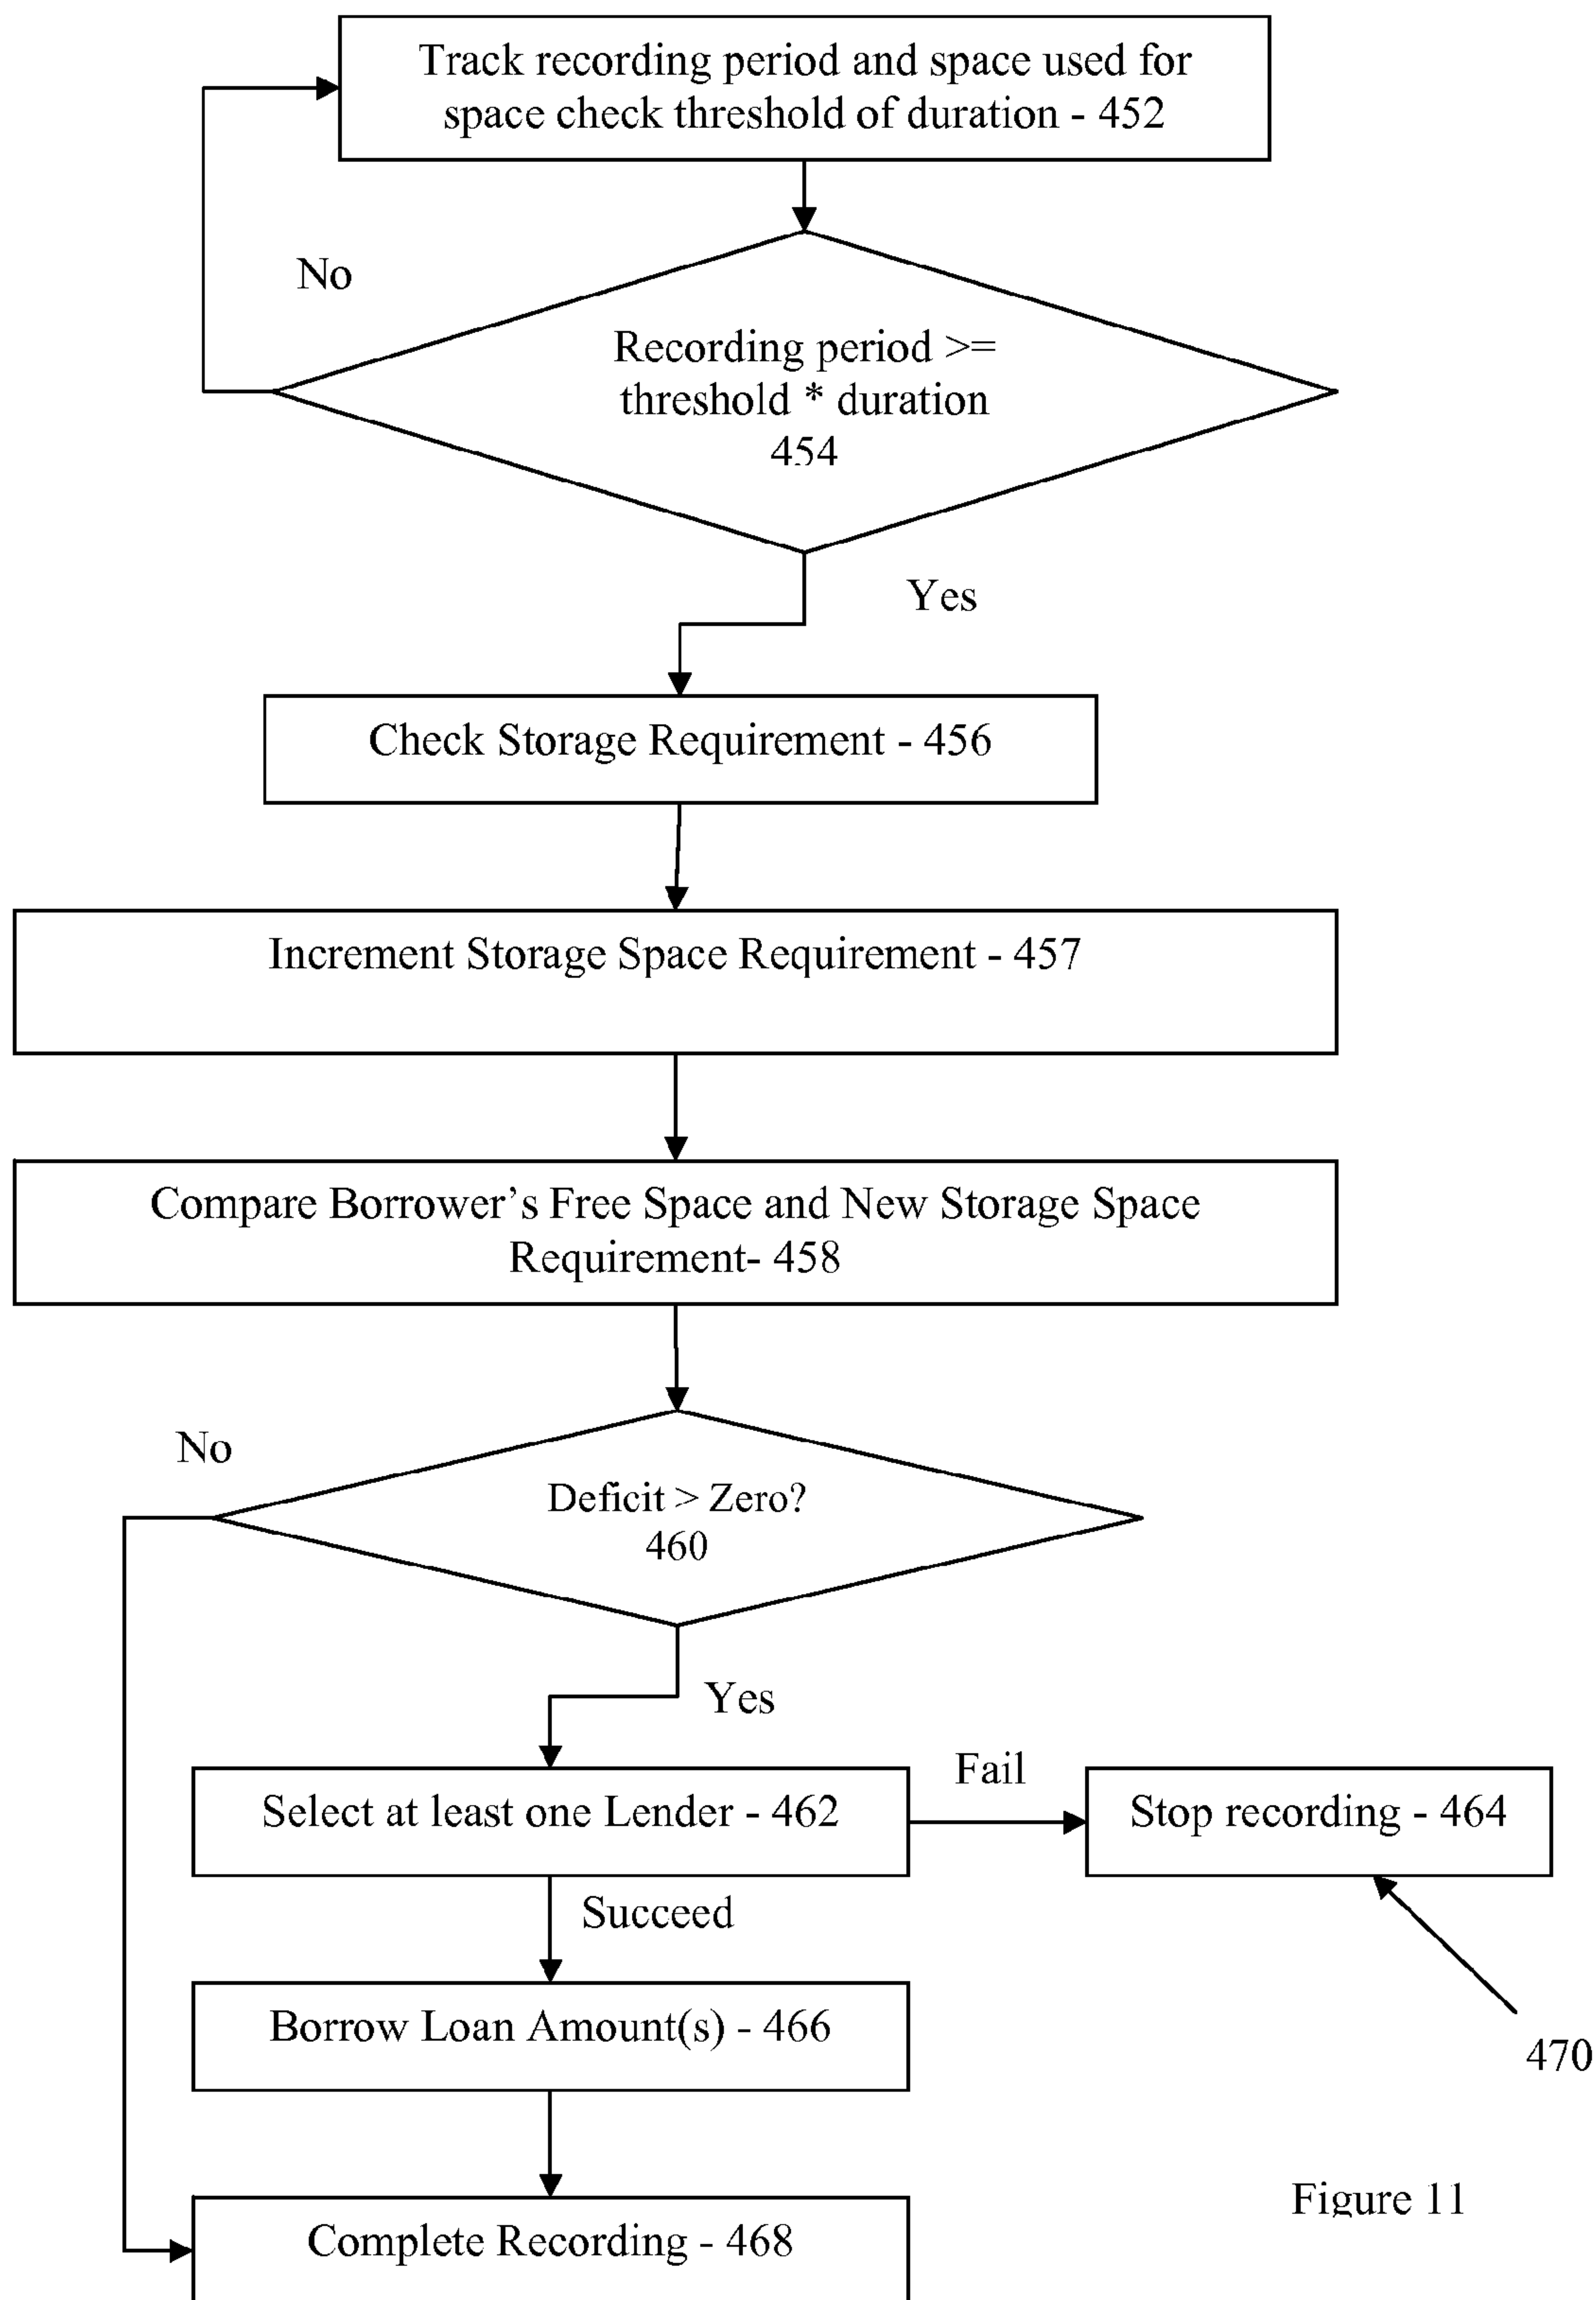 Track recording period and space used for
space check threshold of duration - 452
No
Recording period >=
threshold * duration
454
Yes
Check Storage Requirement - 456
Increment Storage Space Requirement - 457
Compare Borrower’s Free Space and New Storage Space
Requirement- 458
No
Deficit > Zero?
460
Yes
Select at least one Lender - 462
Fail
Stop recording - 464
Succeed
Borrow Loan Amount(s) - 466
470
Complete Recording - 468
Figure 11